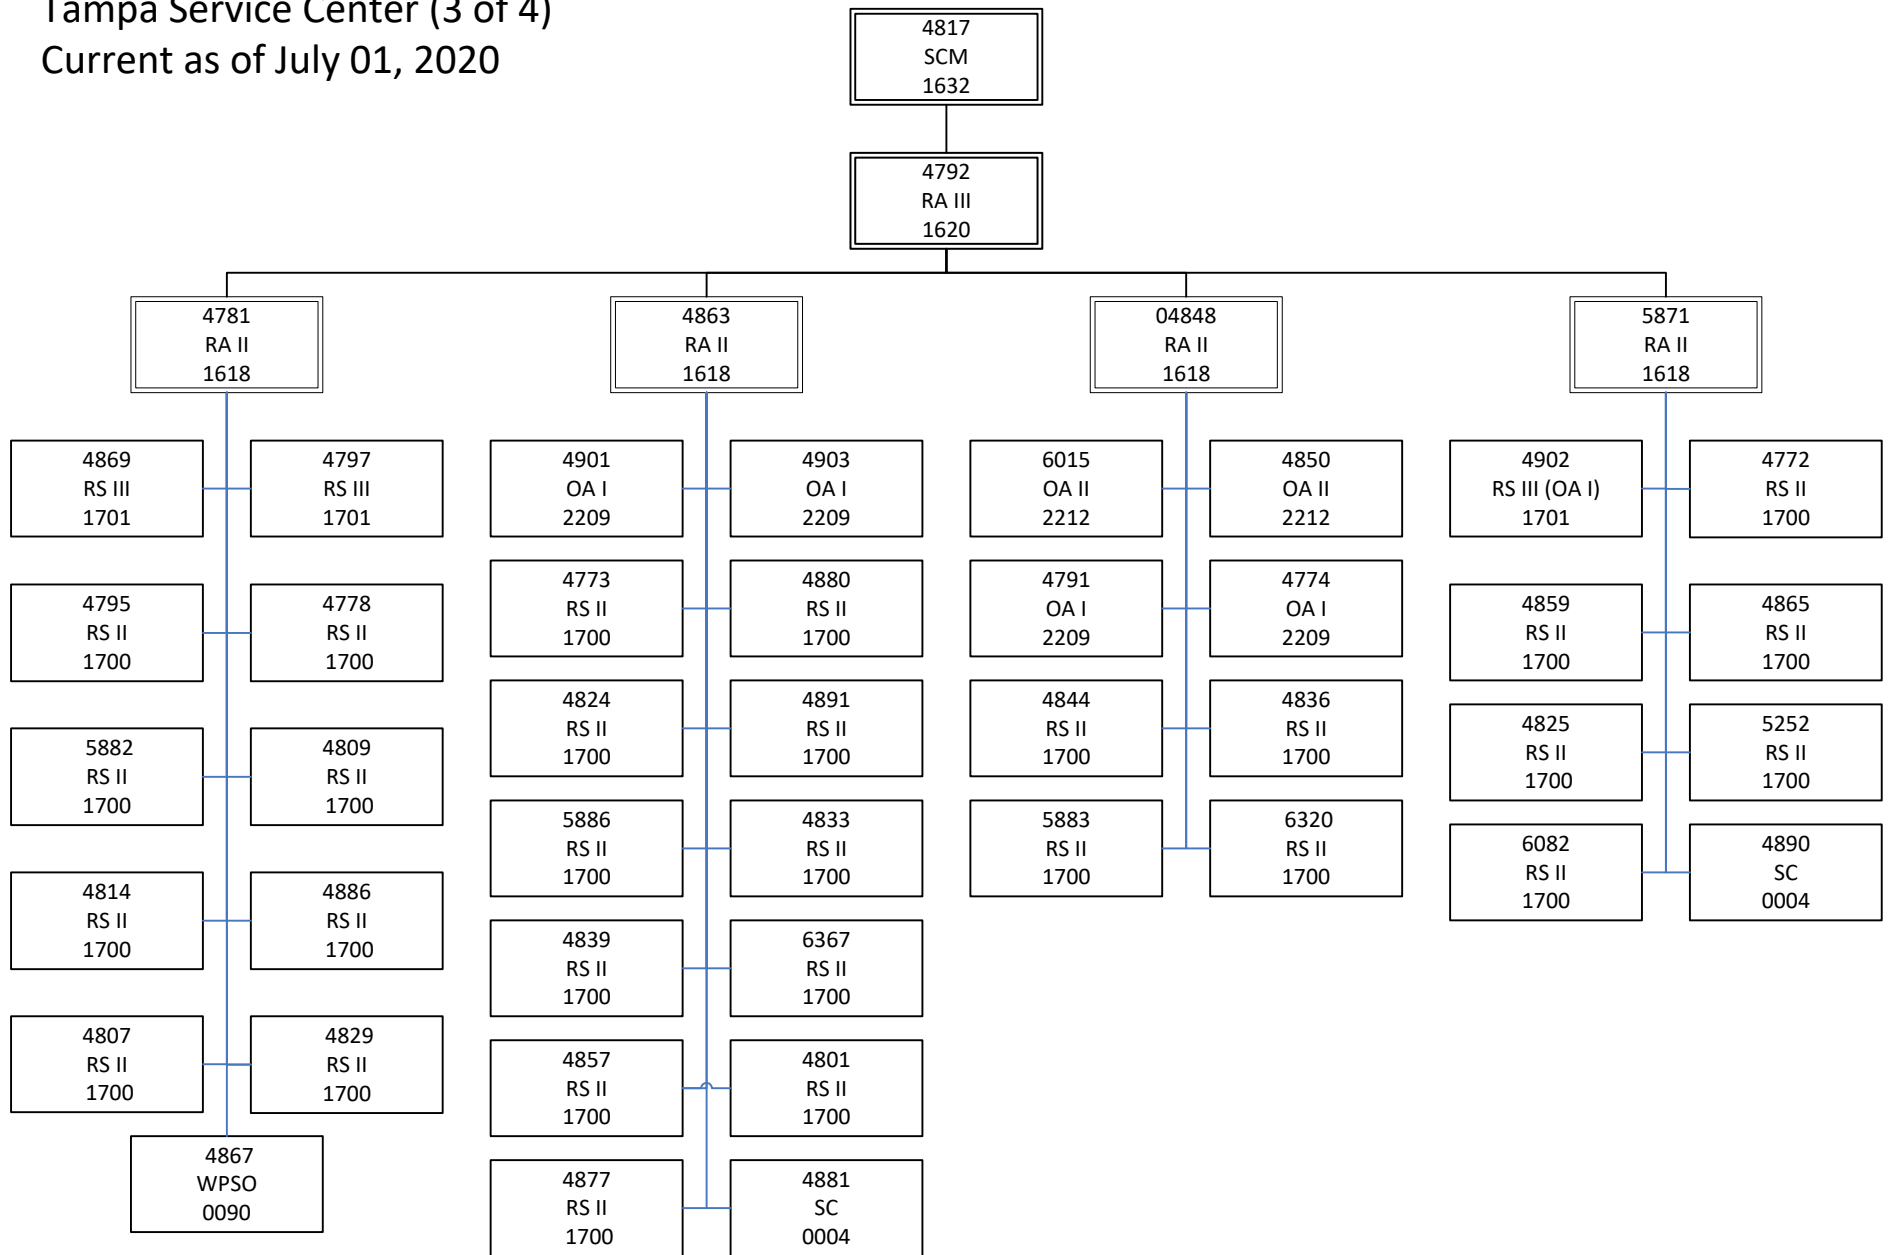 Tampa Service Center (3 of 4)
Current as of July 01, 2020
4817
SCM
1632
4792
RA III
1620
4781
RA II
1618
4863
RA II
1618
04848
RA II
1618
5871
RA II
1618
4869
RS III
1701
4797
RS III
1701
4795
RS II
1700
4778
RS II
1700
5882
RS II
1700
4809
RS II
1700
4814
RS II
1700
4886
RS II
1700
4807
RS II
1700
4829
RS II
1700
4867
WPSO
0090
4901
OA I
2209
4903
OA I
2209
4773
RS II
1700
4880
RS II
1700
4824
RS II
1700
4891
RS II
1700
5886
RS II
1700
4833
RS II
1700
4839
RS II
1700
6367
RS II
1700
4857
RS II
1700
4801
RS II
1700
4877
RS II
1700
4881
SC
0004
6015
OA II
2212
4850
OA II
2212
4791
OA I
2209
4774
OA I
2209
4844
RS II
1700
4836
RS II
1700
5883
RS II
1700
6320
RS II
1700
4902
RS III (OA I)
1701
4772
RS II
1700
4859
RS II
1700
4865
RS II
1700
4825
RS II
1700
5252
RS II
1700
6082
RS II
1700
4890
SC
0004